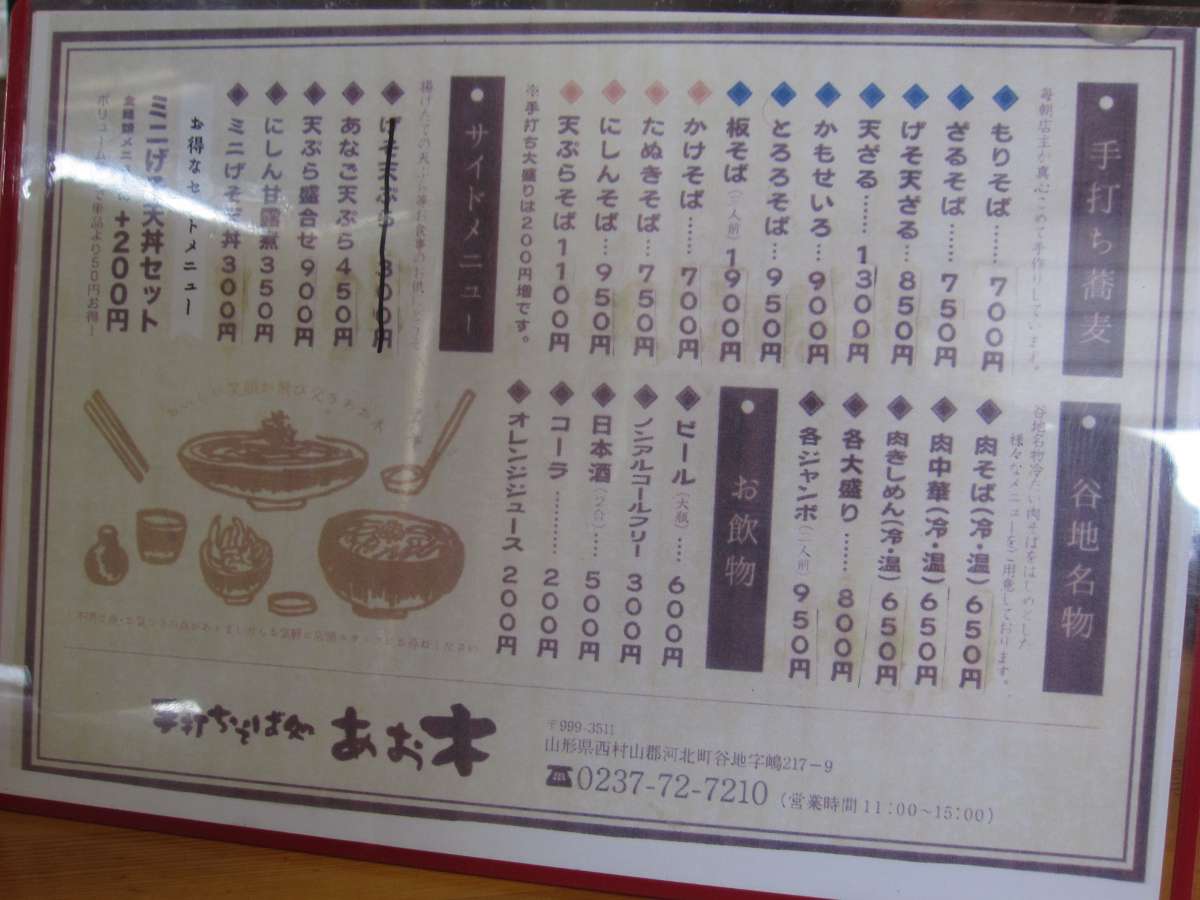 手打ち蕎麦
毎朝店主が真心こめて手作りしています。
もりそば……700円
ざるそば…750円
げそ天ざる…850円
天ざる……1300円
かもせいろ…900円
とろろそば…950円
板そば(二人前)1900円
かけそば……700円
たぬきそば…750円
にしんそば…950円
天ぷらそば1100円
※手打ち大盛りは200円増です。
サイドメニュー
揚げたての天ぷら等お食事のお供に
げそ天ぷら300円
あなご天ぷら450円
天ぷら盛合せ900円
にしん甘露煮350円
ミニげそ天丼300円
お得なセットメニュー
ミニげそ天丼セット
+200円
より50円お得!
谷地名物
谷地名物冷たい肉そばをはじめとした
様々なメニューをご用意しております。
肉そば(冷・温)650円
肉中華(冷・温)650円
肉きしめん(冷・温)650円
各大盛り……800円
各ジャンボ(二人前)950円
お飲物
ビール(大瓶)…600円
ノンアルコールフリー300円
日本酒(2合)…500円
コーラ………200円
オレンジジュース200円
手打ちそば処 あお木
〒999-3511
山形県西村山郡河北町谷地字嶋217-9
☎0237-72-7210(営業時間11:00~15:00)